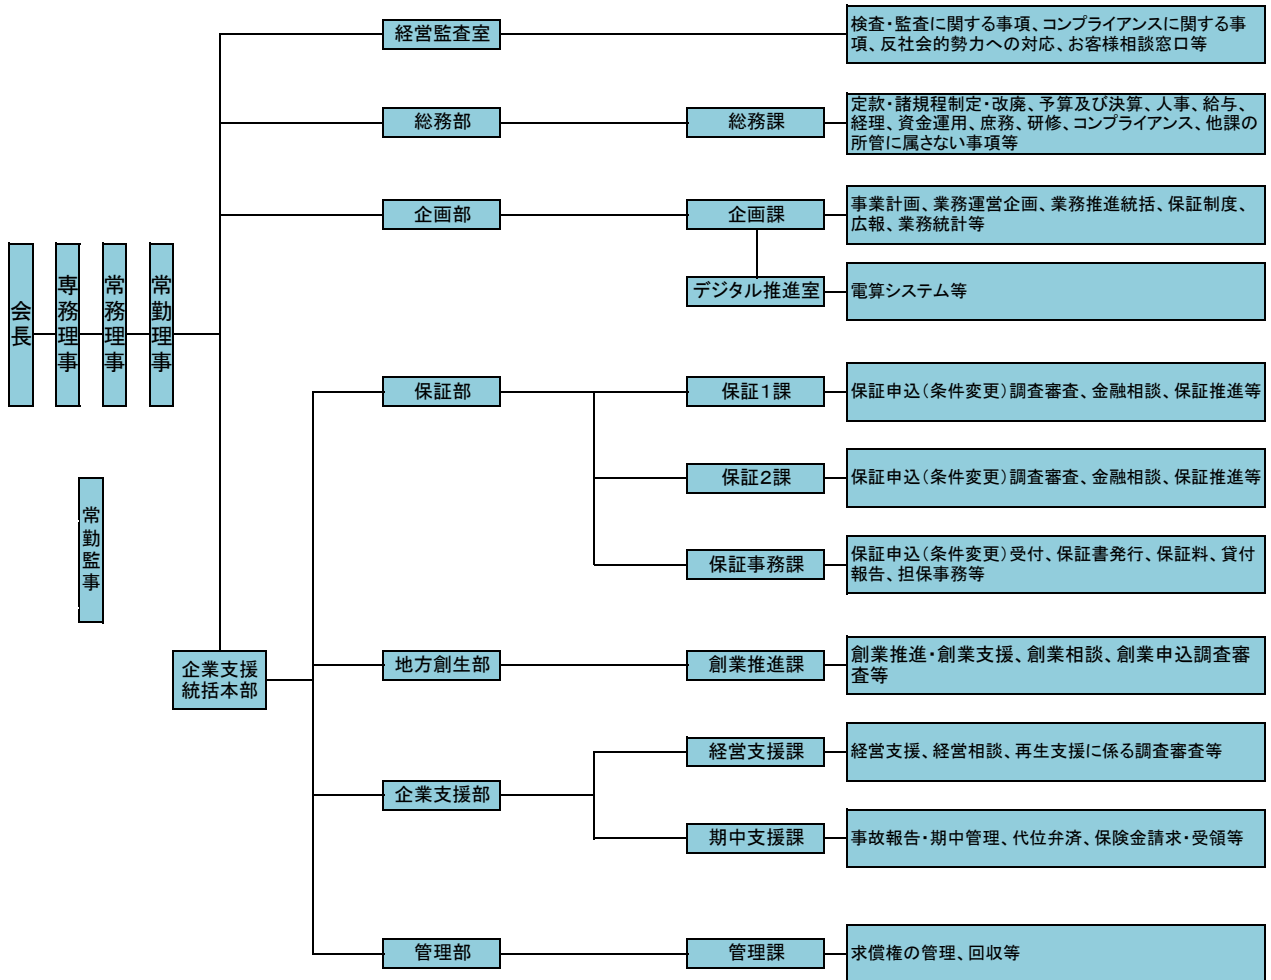 会長
専務理事
常務理事
常勤理事
常勤監事
経営監査室
検査・監査に関する事項、コンプライアンスに関する事
項、反社会的勢力への対応、お客様相談窓口等
総務部
総務課
定款・諸規程制定・改廃、予算及び決算、人事、給与、
経理、資金運用、庶務、研修、コンプライアンス、他課の
所管に属さない事項等
企画部
企画課
事業計画、業務運営企画、業務推進統括、保証制度、
広報、業務統計等
デジタル推進室
電算システム等
企業支援
統括本部
保証部
保証1課
保証申込(条件変更)調査審査、金融相談、保証推進等
保証2課
保証申込(条件変更)調査審査、金融相談、保証推進等
保証事務課
保証申込(条件変更)受付、保証書発行、保証料、貸付
報告、担保事務等
地方創生部
創業推進課
創業推進・創業支援、創業相談、創業申込調査審
査等
企業支援部
経営支援課
経営支援、経営相談、再生支援に係る調査審査等
期中支援課
事故報告・期中管理、代位弁済、保険金請求・受領等
管理部
管理課
求償権の管理、回収等